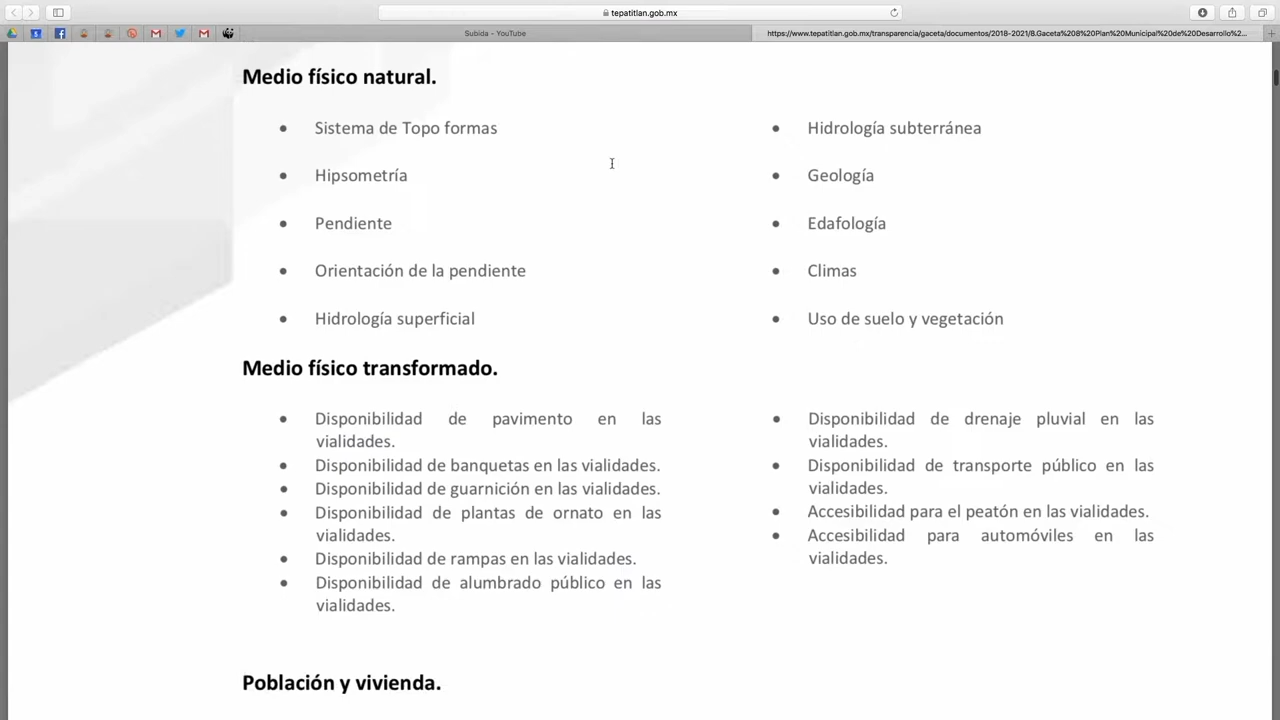 tepatitlan.gob.mx
Subida - YouTube
https://www.tepatitlan.gob.mx/transparencia/gaceta/documentos/2018-2021/8.Gaceta%208%20Plan%20Municipal%20de%20Desarrollo%2...
Medio físico natural.
Sistema de Topo formas
Hipsometría
Pendiente
Orientación de la pendiente
Hidrología superficial
Hidrología subterránea
Geología
Edafología
Climas
Uso de suelo y vegetación
Medio físico transformado.
Disponibilidad de pavimento en las
vialidades.
Disponibilidad de banquetas en las vialidades.
Disponibilidad de guarnición en las vialidades.
Disponibilidad de plantas de ornato en las
vialidades.
Disponibilidad de rampas en las vialidades.
Disponibilidad de alumbrado público en las
vialidades.
Disponibilidad de drenaje pluvial en las
vialidades.
Disponibilidad de transporte público en las
vialidades.
Accesibilidad para el peatón en las vialidades.
Accesibilidad para automóviles en las
vialidades.
Población y vivienda.